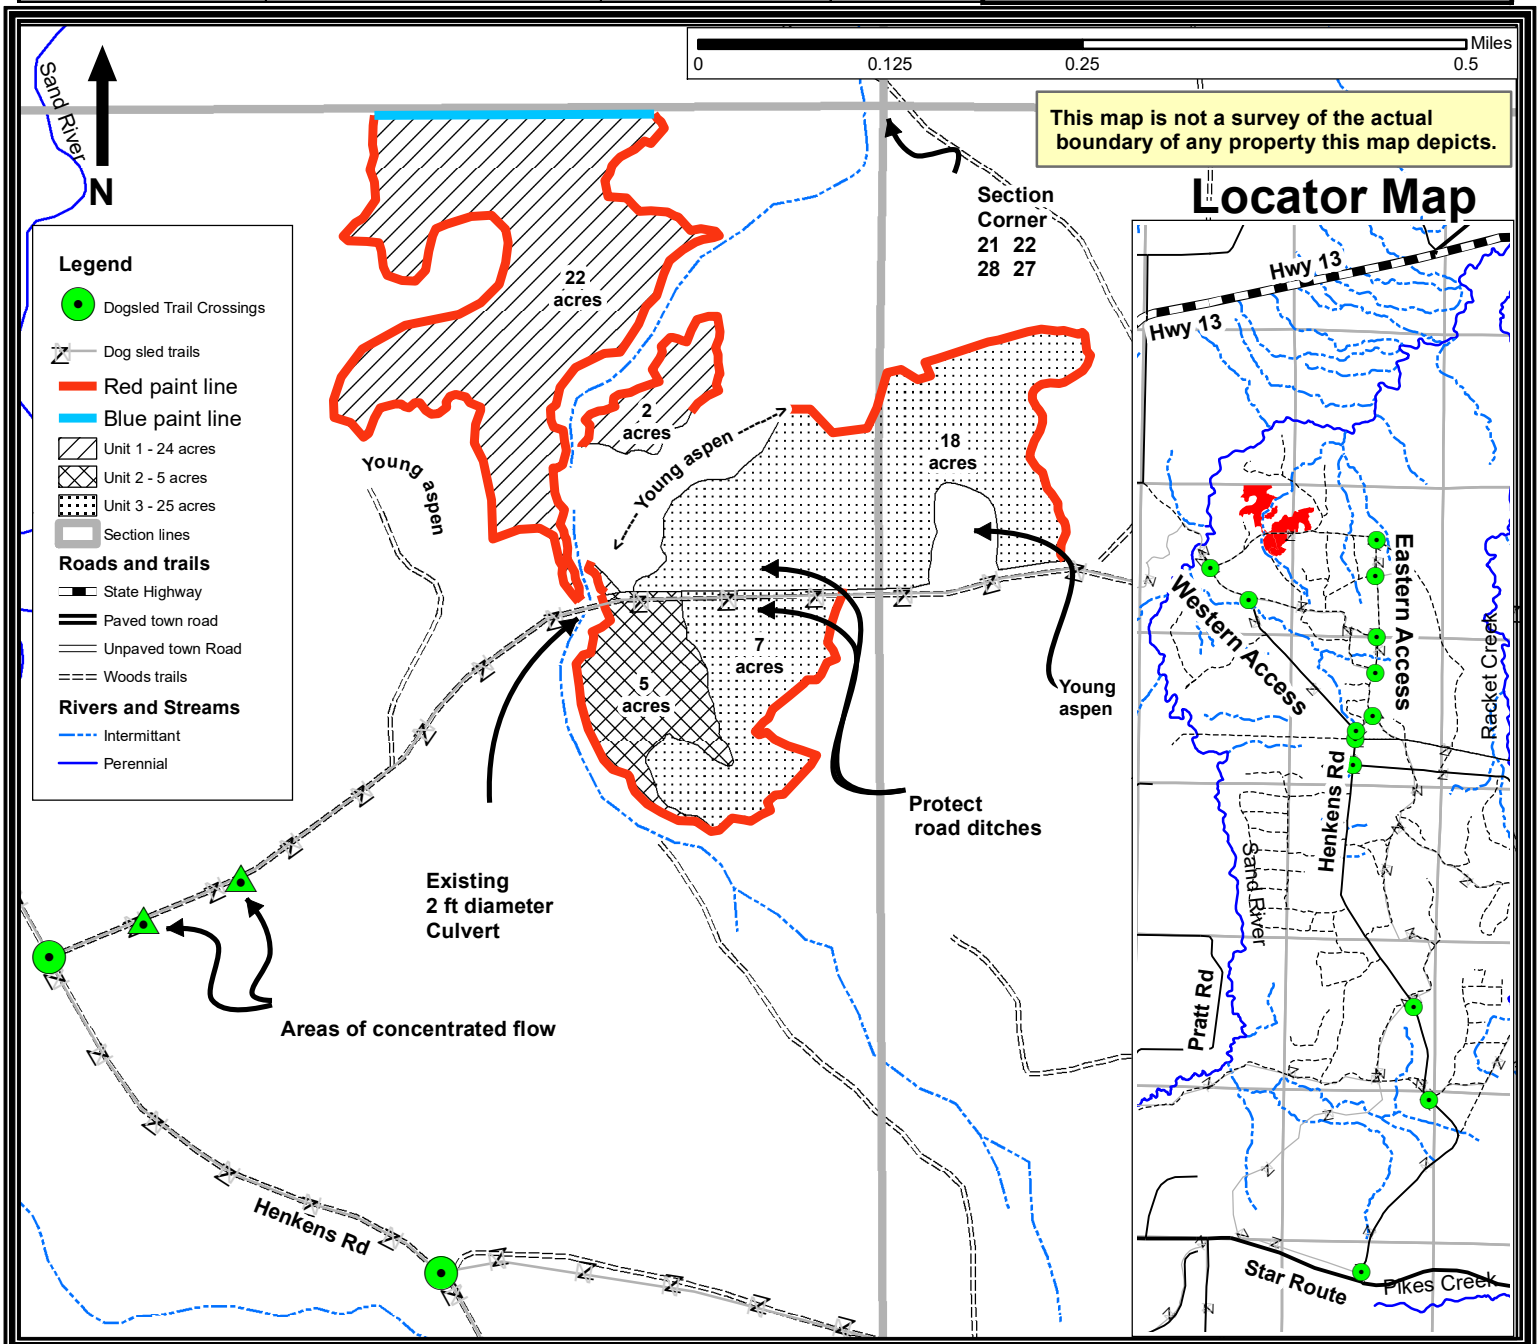 Miles
0 0.125 0.25 0.5
This map is not a survey of the actual
boundary of any property this map depicts.
Sand River
N
Section
Corner
21 22
28 27
22
acres
2
acres
Young aspen
Young aspen
18
acres
7
acres
5
acres
Young
aspen
Protect
road ditches
Existing
2 ft diameter
Culvert
Areas of concentrated flow
Henkens Rd
Legend
Dogsled Trail Crossings
Dog sled trails
Red paint line
Blue paint line
Unit 1 - 24 acres
Unit 2 - 5 acres
Unit 3 - 25 acres
Section lines
Roads and trails
State Highway
Paved town road
Unpaved town Road
Woods trails
Rivers and Streams
Intermittant
Perennial
Locator Map
Hwy 13
Hwy 13
Western Access
Eastern Access
Racket Creek
Henkens Rd
Sand River
Pratt Rd
Star Route
Pikes Creek